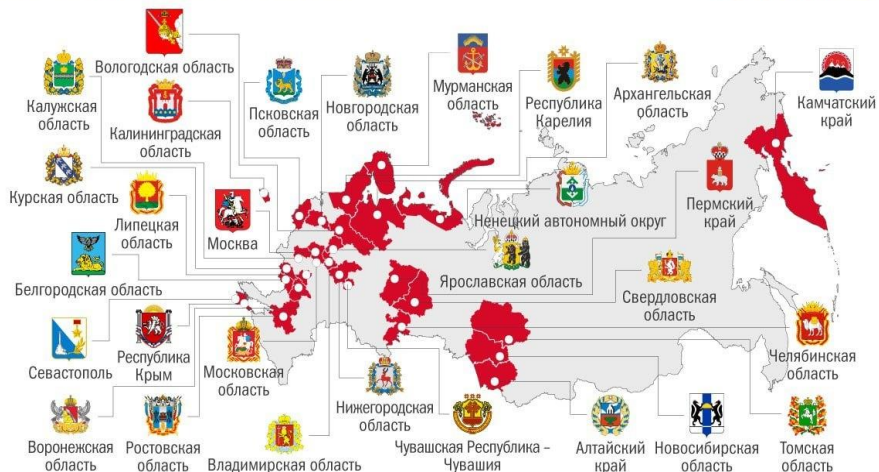 Вологодская область
Калужская
область
Калининградская
область
Псковская
область
Новгородская
область
Мурманская
область
Республика
Карелия
Архангельская
область
Камчатский
край
Курская область
Липецкая
область
Москва
Ненецкий автономный округ
Пермский
край
Белгородская область
Ярославская область
Свердловская
область
Севастополь
Республика
Крым
Московская
область
Нижегородская
область
Челябинская
область
Воронежская
область
Ростовская
область
Владимирская область
Чувашская Республика –
Чувашия
Алтайский
край
Новосибирская
область
Томская
область